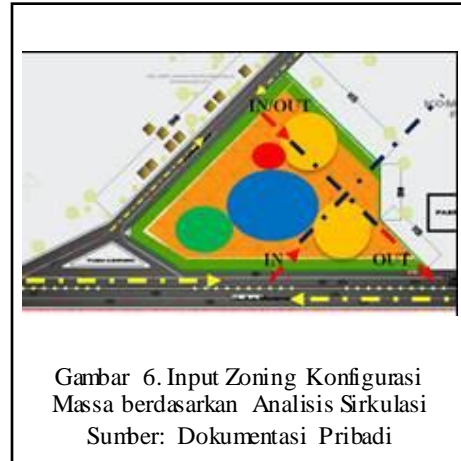 IN/OUT
IN
OUT
Gambar 6. Input Zoning Konfigurasi
Massa berdasarkan Analisis Sirkulasi
Sumber: Dokumentasi Pribadi